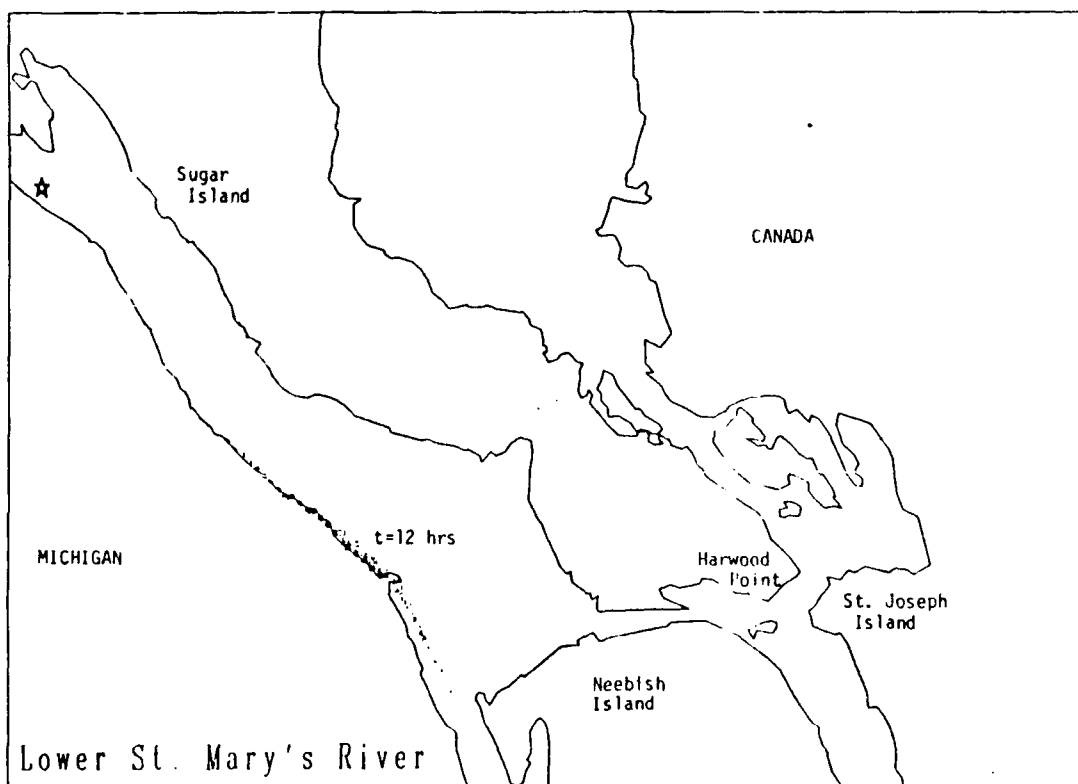 Sugar
Island
CANADA
t=12 hrs
MICHIGAN
Harwood
Point
St. Joseph
Island
Neebish
Island
Lower St. Mary's River